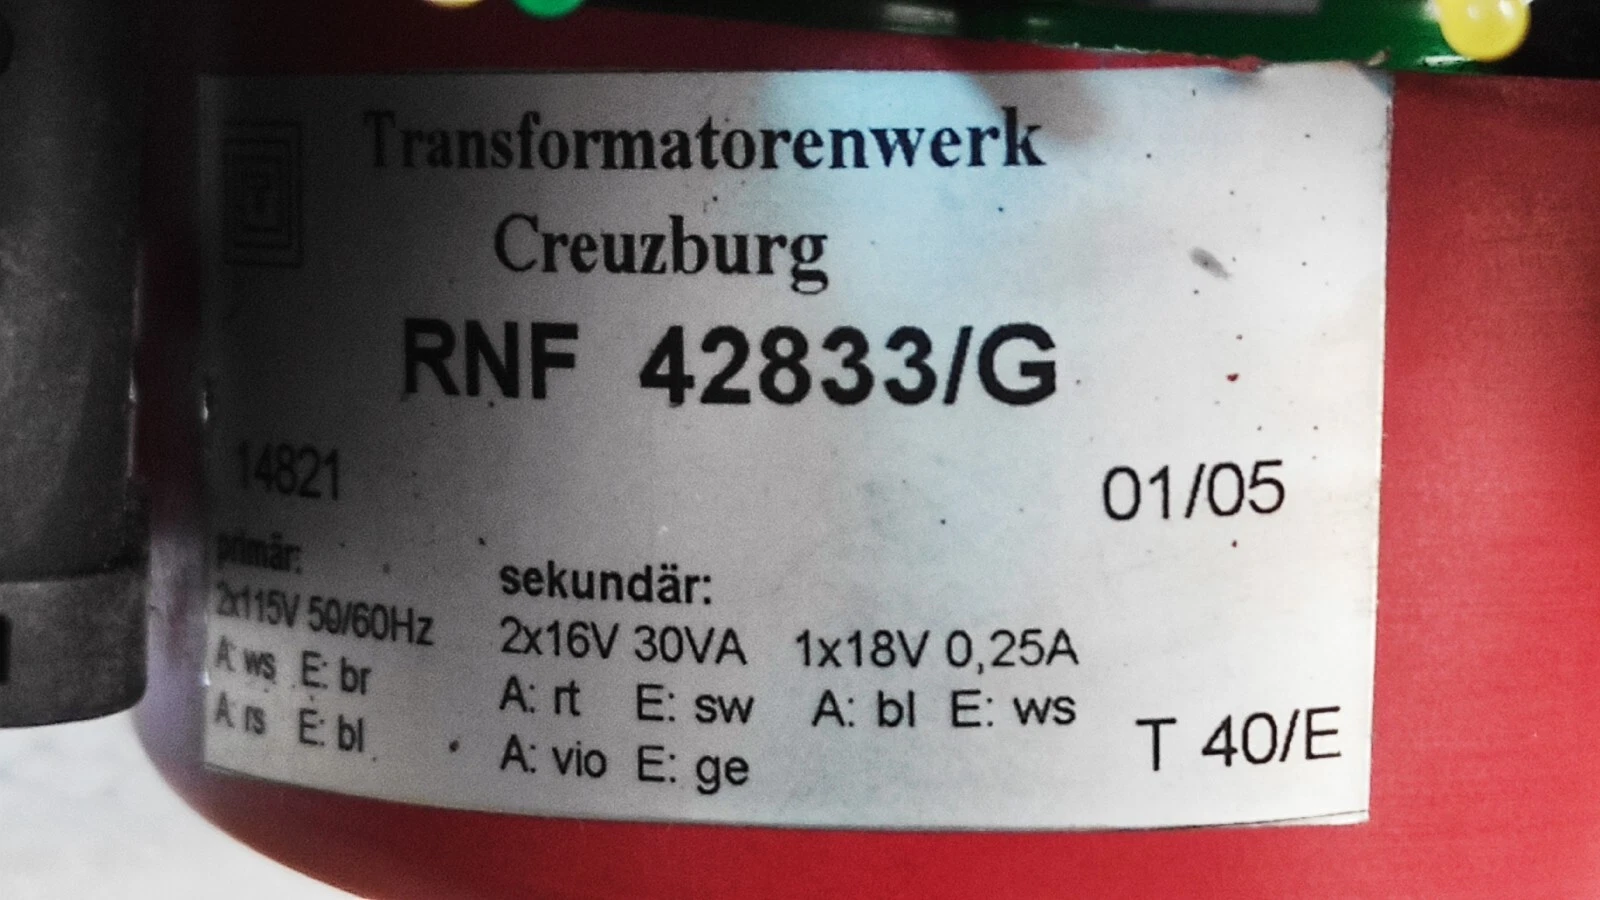 Transformatorenwerk
Creuzburg
RNF 42833/G
14821
01/05
primär:
2x115V 50/60Hz
A: ws E: br
A: rs E: bl
sekundär:
2x16V 30VA 1x18V 0,25A
A: rt E: sw A: bl E: ws
A: vio E: ge
T 40/E